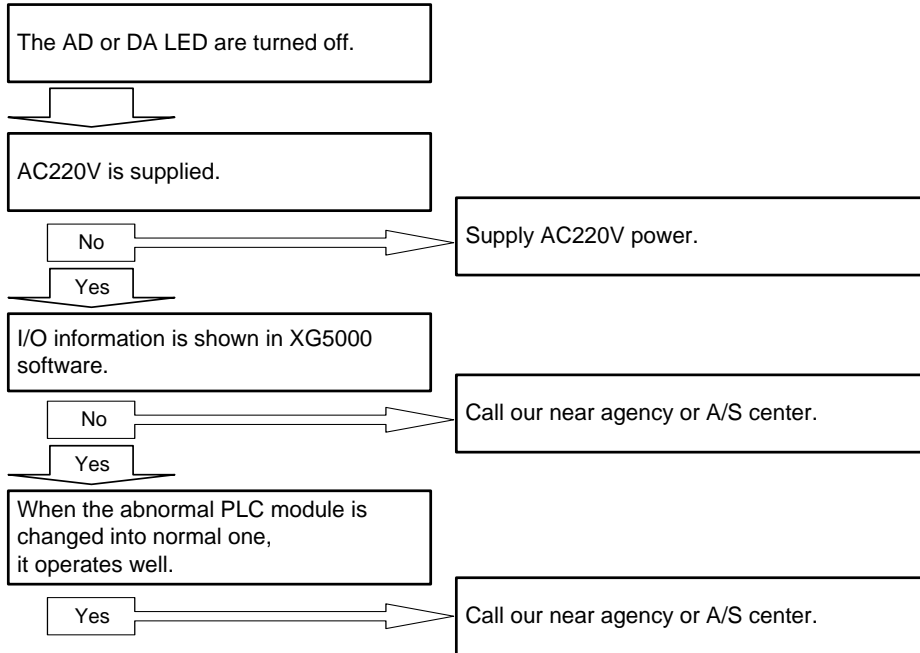 The AD or DA LED are turned off.
AC220V is supplied.
No
Supply AC220V power.
Yes
I/O information is shown in XG5000
software.
No
Call our near agency or A/S center.
Yes
When the abnormal PLC module is
changed into normal one,
it operates well.
Yes
Call our near agency or A/S center.